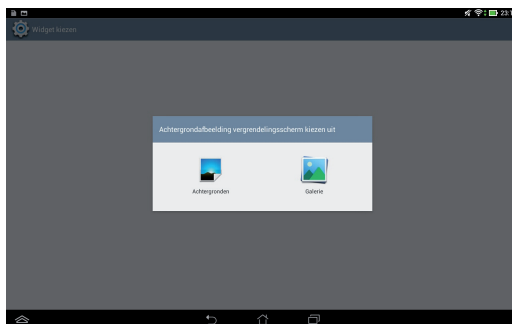 Widget kiezen
Achtergrondafbeelding vergrendelingsscherm kiezen uit
Achtergronden
Galerie